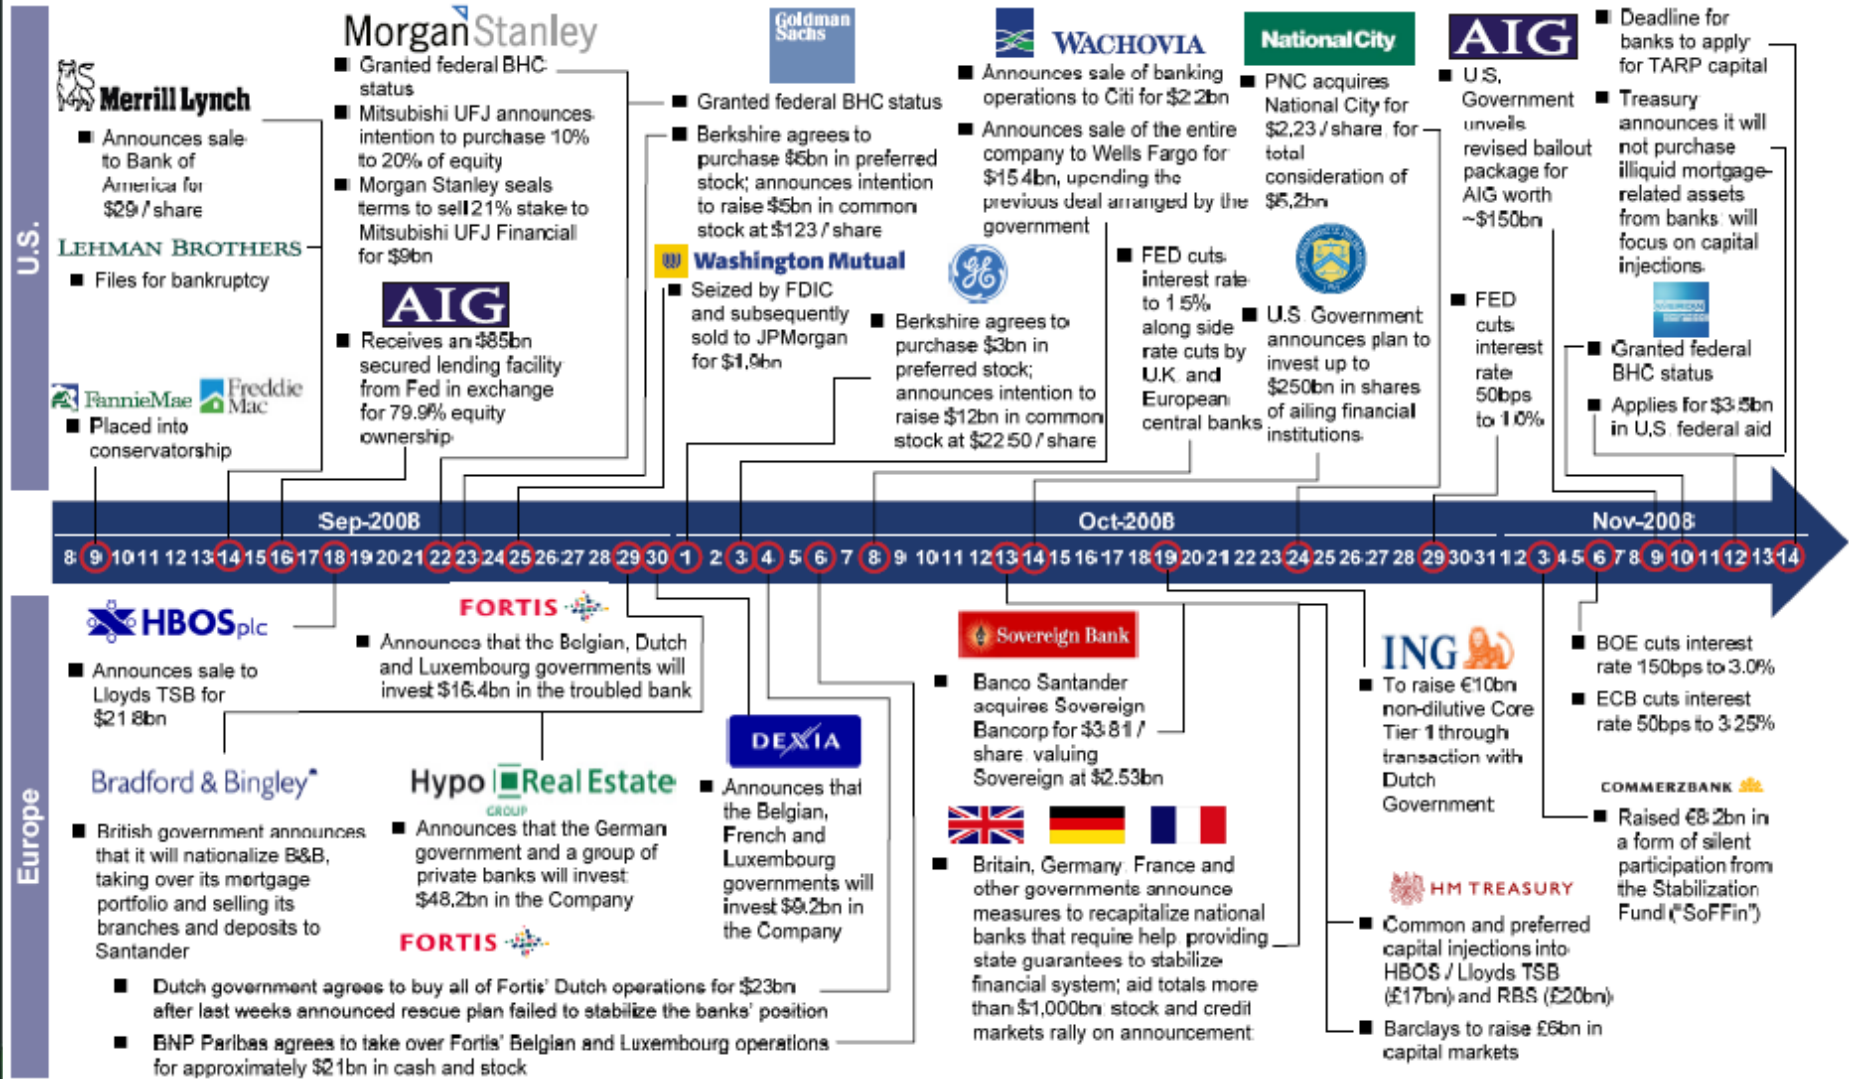 U.S.
Merrill Lynch
Announces sale
to Bank of
America for
$29 / share
LEHMAN BROTHERS
Files for bankruptcy
FannieMae
Freddie
Mac
Placed into
conservatorship
Morgan Stanley
Granted federal BHC
status
Mitsubishi UFJ announces
intention to purchase 10%
to 20% of equity
Morgan Stanley seals
terms to sell 21% stake to
Mitsubishi UFJ Financial
for $9bn
AIG
Receives an $85bn
secured lending facility
from Fed in exchange
for 79.9% equity
ownership
Goldman
Sachs
Granted federal BHC status
Berkshire agrees to
purchase $5bn in preferred
stock; announces intention
to raise $5bn in common
stock at $123 / share
Washington Mutual
Seized by FDIC
and subsequently
sold to JPMorgan
for $1.9bn
GE
Berkshire agrees to
purchase $3bn in
preferred stock;
announces intention to
raise $12bn in common
stock at $22.50 / share
WACHOVIA
Announces sale of banking
operations to Citi for $2.2bn
Announces sale of the entire
company to Wells Fargo for
$15.4bn, upending the
previous deal arranged by the
government
FED cuts
interest rate
to 1.5%
along side
rate cuts by
U.K. and
European
central banks
National City
PNC acquires
National City for
$2.23 / share, for
total
consideration of
$5.2bn
U.S. Government
announces plan to
invest up to
$250bn in shares
of ailing financial
institutions
AIG
U.S.
Government
unveils
revised bailout
package for
AIG worth
~$150bn
FED
cuts
interest
rate
50bps
to 1.0%
Deadline for
banks to apply
for TARP capital
Treasury
announces it will
not purchase
illiquid mortgage-
related assets
from banks; will
focus on capital
injections
Granted federal
BHC status
Applies for $3.5bn
in U.S. federal aid
Sep-2008 Oct-2008 Nov-2008
8 9 10 11 12 13 14 15 16 17 18 19 20 21 22 23 24 25 26 27 28 29 30 1 2 3 4 5 6 7 8 9 10 11 12 13 14 15 16 17 18 19 20 21 22 23 24 25 26 27 28 29 30 31 1 2 3 4 5 6 7 8 9 10 11 12 13 14
Europe
HBOS plc
Announces sale to
Lloyds TSB for
$21.8bn
FORTIS
Announces that the Belgian, Dutch
and Luxembourg governments will
invest $16.4bn in the troubled bank
Bradford & Bingley
British government announces
that it will nationalize B&B,
taking over its mortgage
portfolio and selling its
branches and deposits to
Santander
Hypo Real Estate
GROUP
Announces that the German
government and a group of
private banks will invest
$48.2bn in the Company
DEXIA
Announces that
the Belgian,
French and
Luxembourg
governments will
invest $9.2bn in
the Company
FORTIS
Dutch government agrees to buy all of Fortis' Dutch operations for $23bn
after last weeks announced rescue plan failed to stabilize the banks' position
BNP Paribas agrees to take over Fortis' Belgian and Luxembourg operations
for approximately $21bn in cash and stock
Sovereign Bank
Banco Santander
acquires Sovereign
Bancorp for $3.81 /
share, valuing
Sovereign at $2.53bn
Britain, Germany, France and
other governments announce
measures to recapitalize national
banks that require help, providing
state guarantees to stabilize
financial system; aid totals more
than $1,000bn; stock and credit
markets rally on announcement
ING
To raise €10bn
non-dilutive Core
Tier 1 through
transaction with
Dutch
Government
HM TREASURY
Common and preferred
capital injections into
HBOS / Lloyds TSB
(£17bn) and RBS (£20bn)
Barclays to raise £6bn in
capital markets
BOE cuts interest
rate 150bps to 3.0%
ECB cuts interest
rate 50bps to 3.25%
COMMERZBANK
Raised €8.2bn in
a form of silent
participation from
the Stabilization
Fund ("SoFFin")